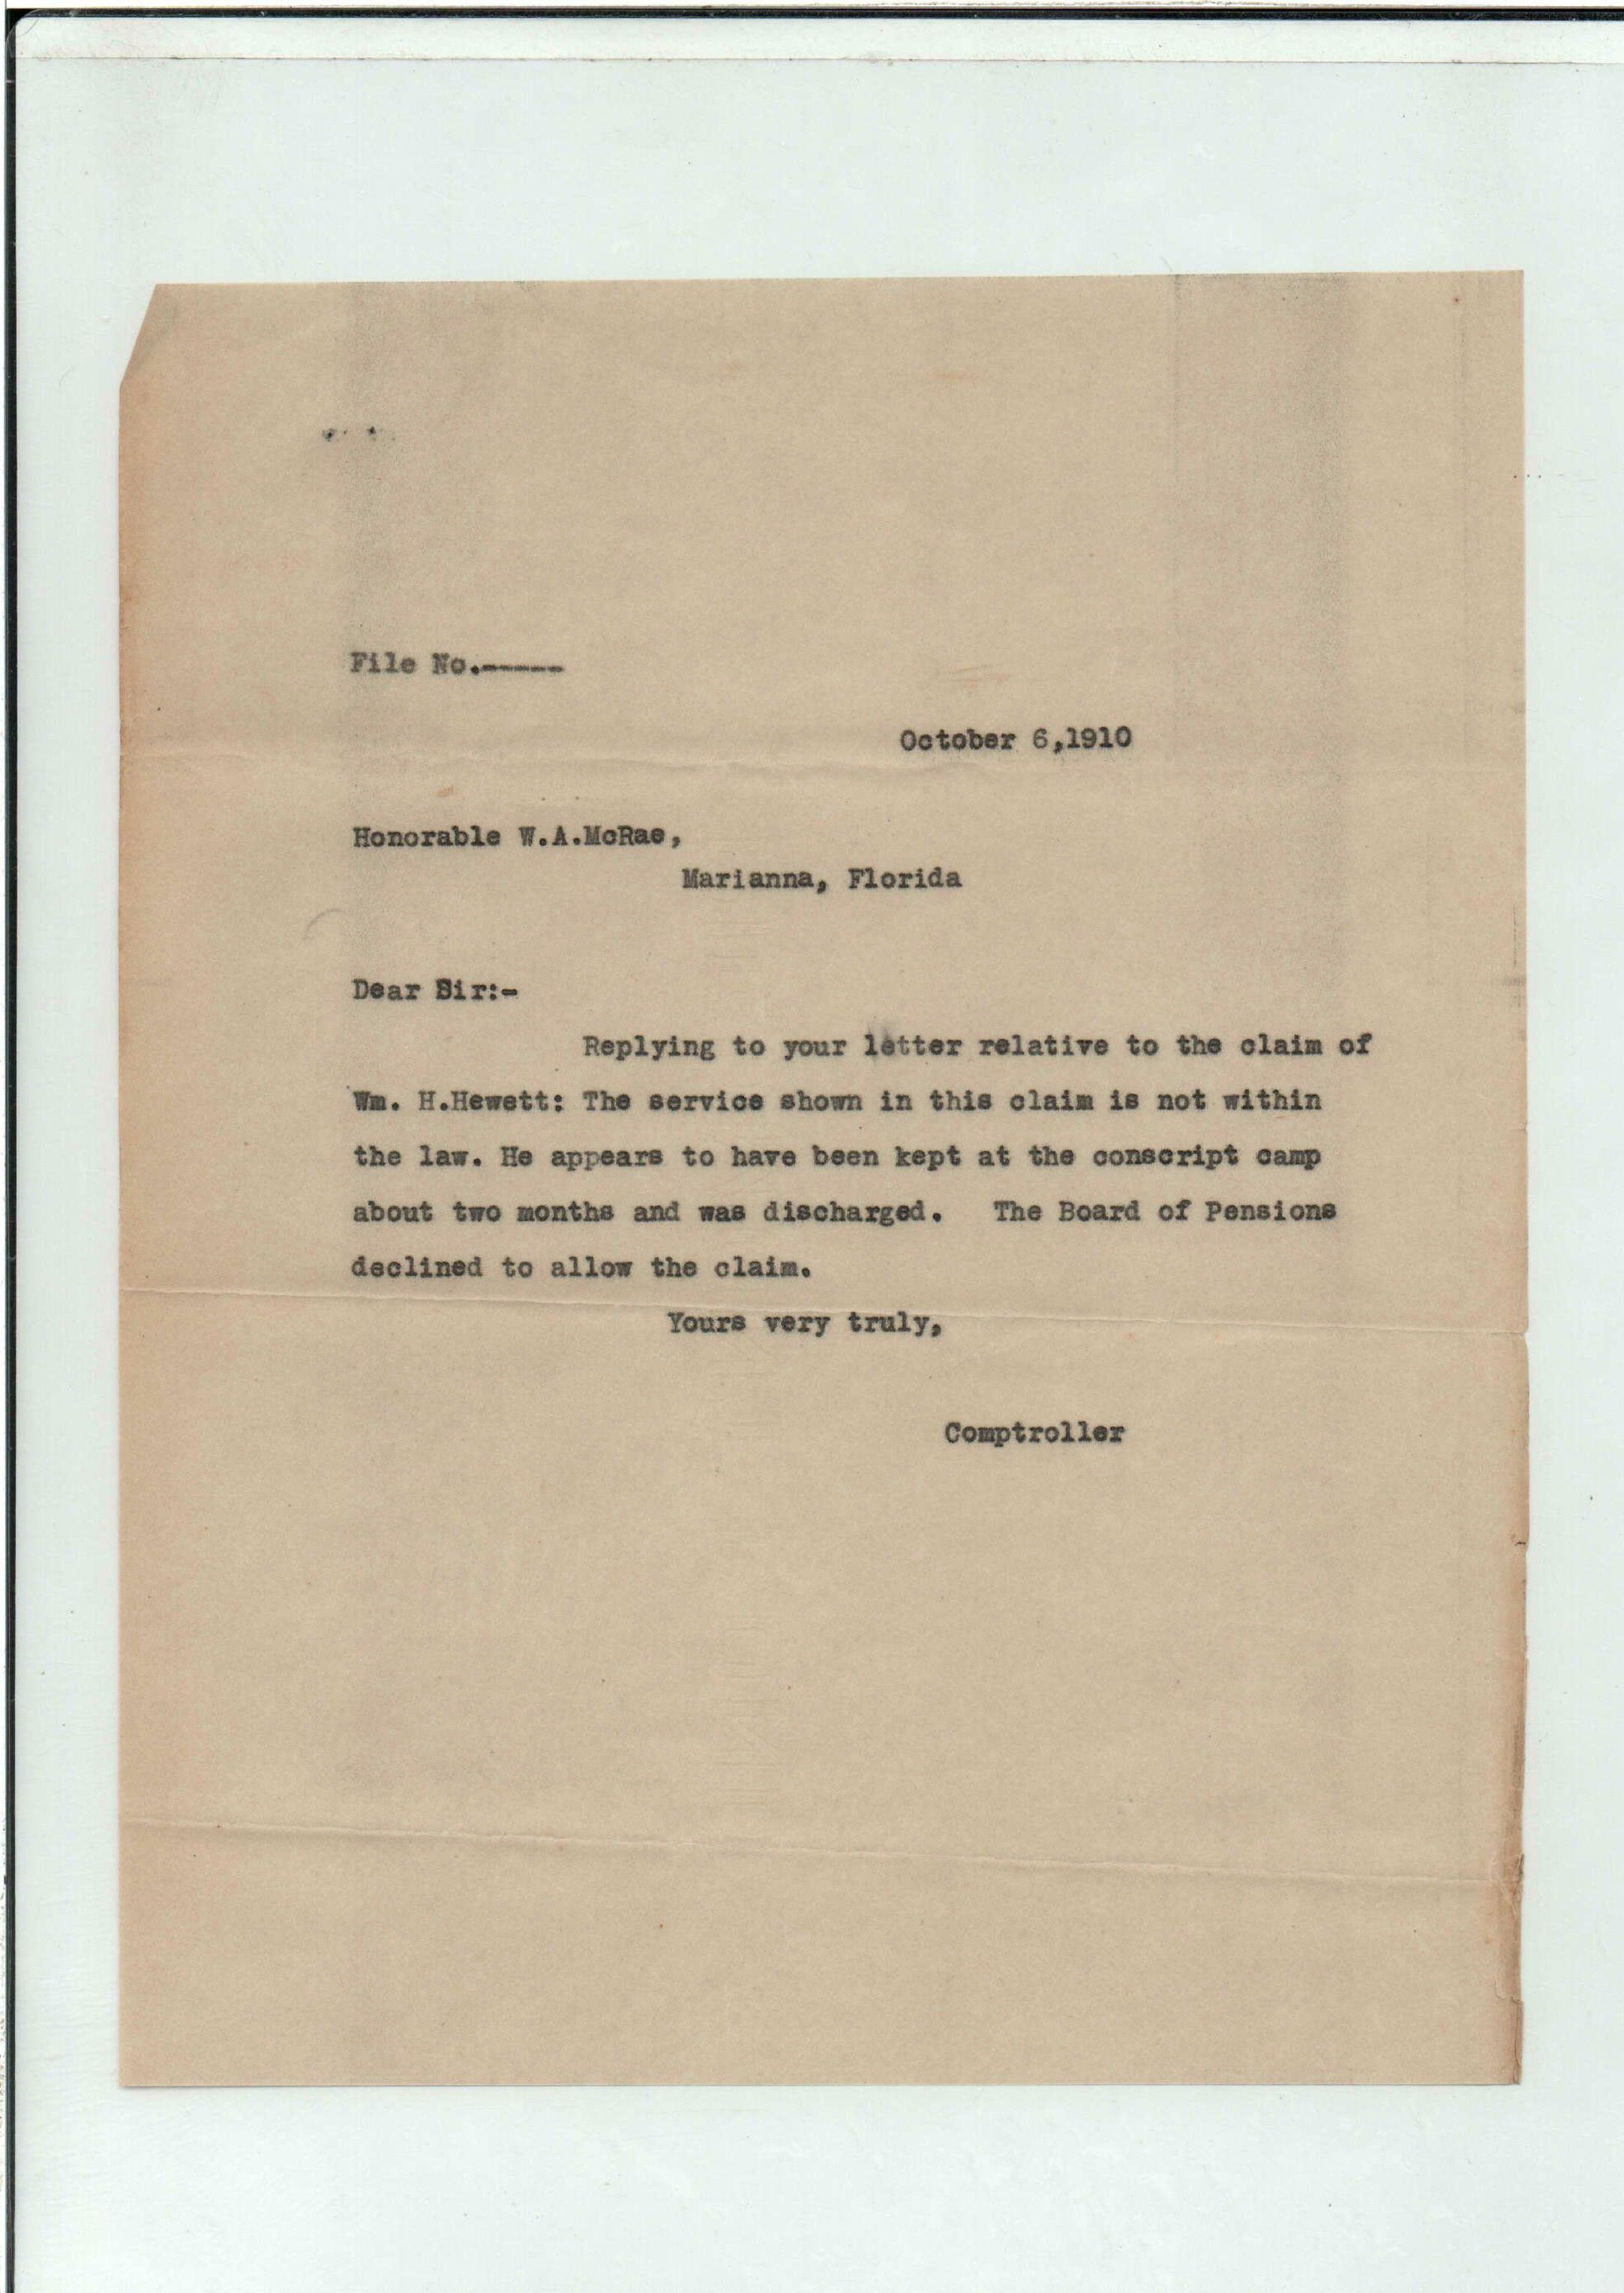 File No.-----
October 6,1910
Honorable W.A.McRae,
Marianna, Florida
Dear Sir:-
Replying to your letter relative to the claim of
Wm. H.Hewett: The service shown in this claim is not within
the law. He appears to have been kept at the conscript camp
about two months and was discharged. The Board of Pensions
declined to allow the claim.
Yours very truly,
Comptroller